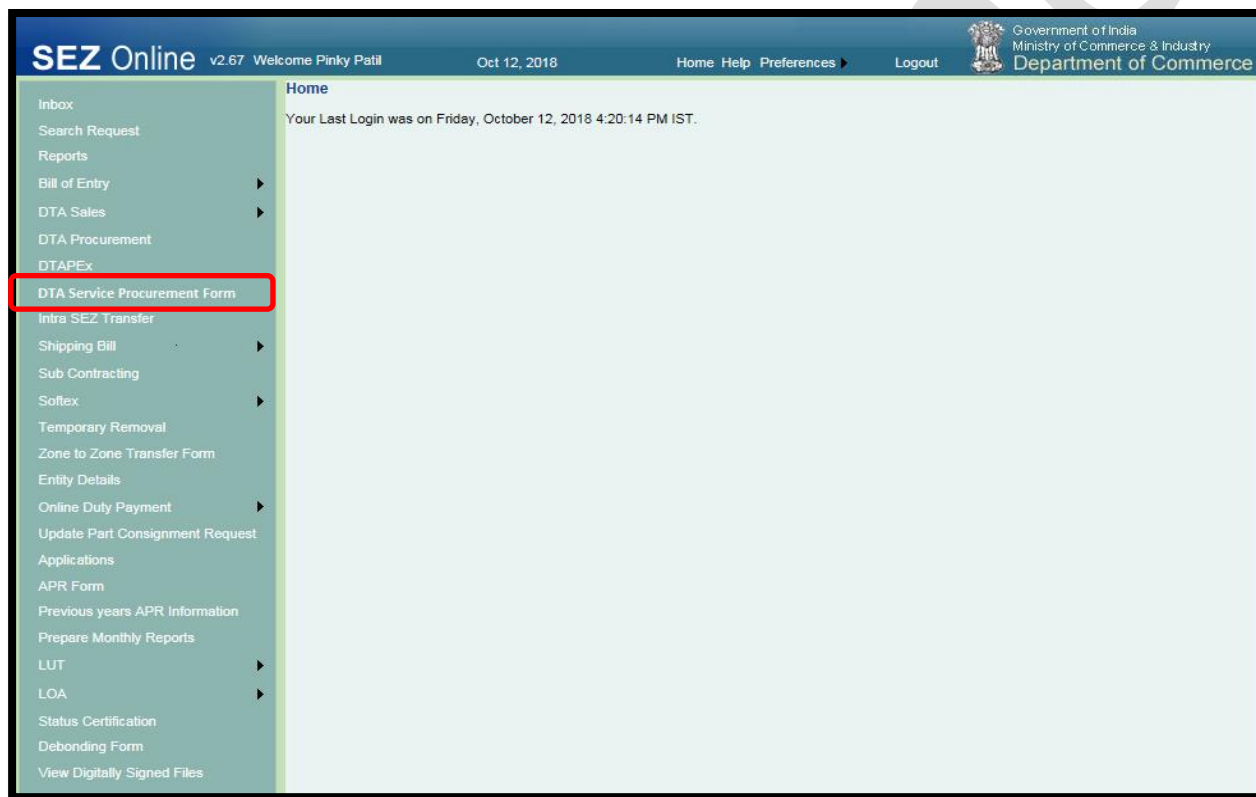 Government of India
Ministry of Commerce & Industry
Department of Commerce
SEZ Online v2.67 Welcome Pinky Patil Oct 12, 2018 Home Help Preferences Logout
Home
Your Last Login was on Friday, October 12, 2018 4:20:14 PM IST.
Inbox
Search Request
Reports
Bill of Entry
DTA Sales
DTA Procurement
DTAPEx
DTA Service Procurement Form
Intra SEZ Transfer
Shipping Bill
Sub Contracting
Softex
Temporary Removal
Zone to Zone Transfer Form
Entity Details
Online Duty Payment
Update Part Consignment Request
Applications
APR Form
Previous years APR Information
Prepare Monthly Reports
LUT
LOA
Status Certification
Debonding Form
View Digitally Signed Files